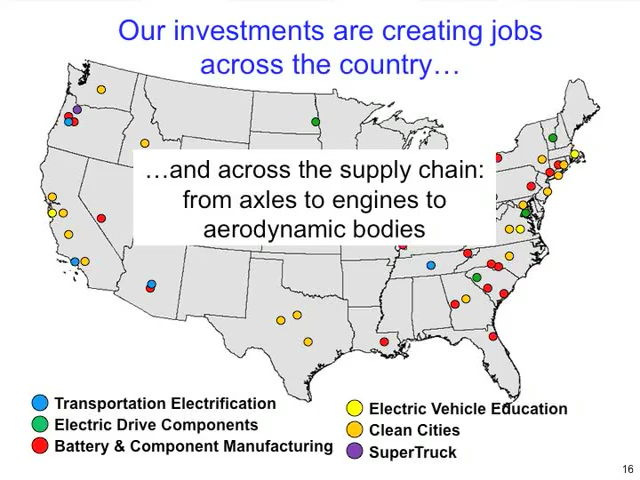 Our investments are creating jobs
across the country…
…and across the supply chain:
from axles to engines to
aerodynamic bodies
Transportation Electrification
Electric Drive Components
Battery & Component Manufacturing
Electric Vehicle Education
Clean Cities
SuperTruck
16